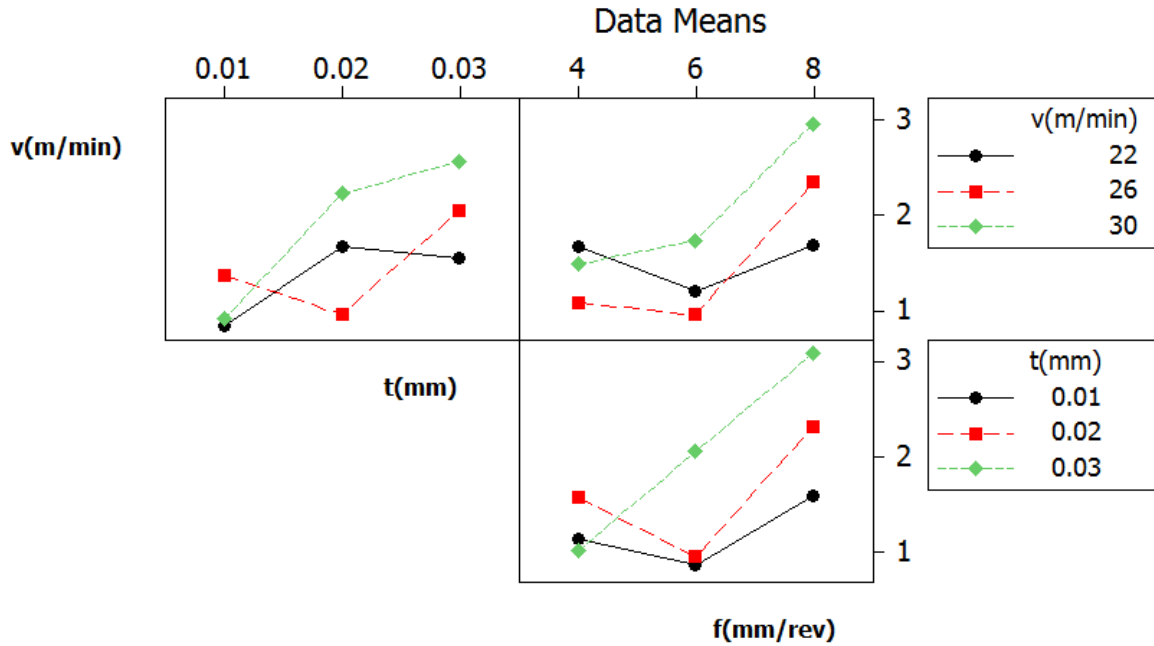 Data Means
0.01 0.02 0.03 4 6 8
v(m/min)
3
2
1
v(m/min)
22
26
30
t(mm)
3
2
1
t(mm)
0.01
0.02
0.03
f(mm/rev)